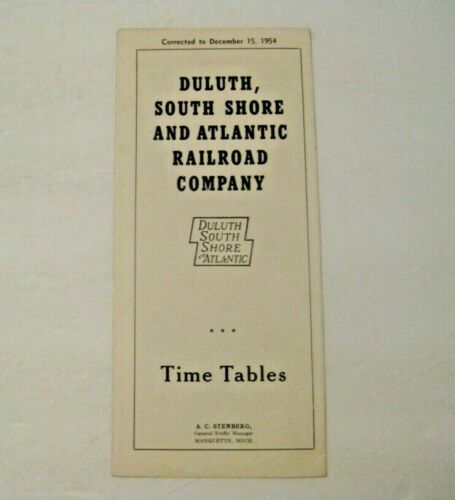 Corrected to December 15, 1954
DULUTH,
SOUTH SHORE
AND ATLANTIC
RAILROAD
COMPANY
DULUTH
SOUTH
SHORE
AND ATLANTIC
* * *
Time Tables
A. C. STENBERG,
General Traffic Manager
MARQUETTE, MICH.